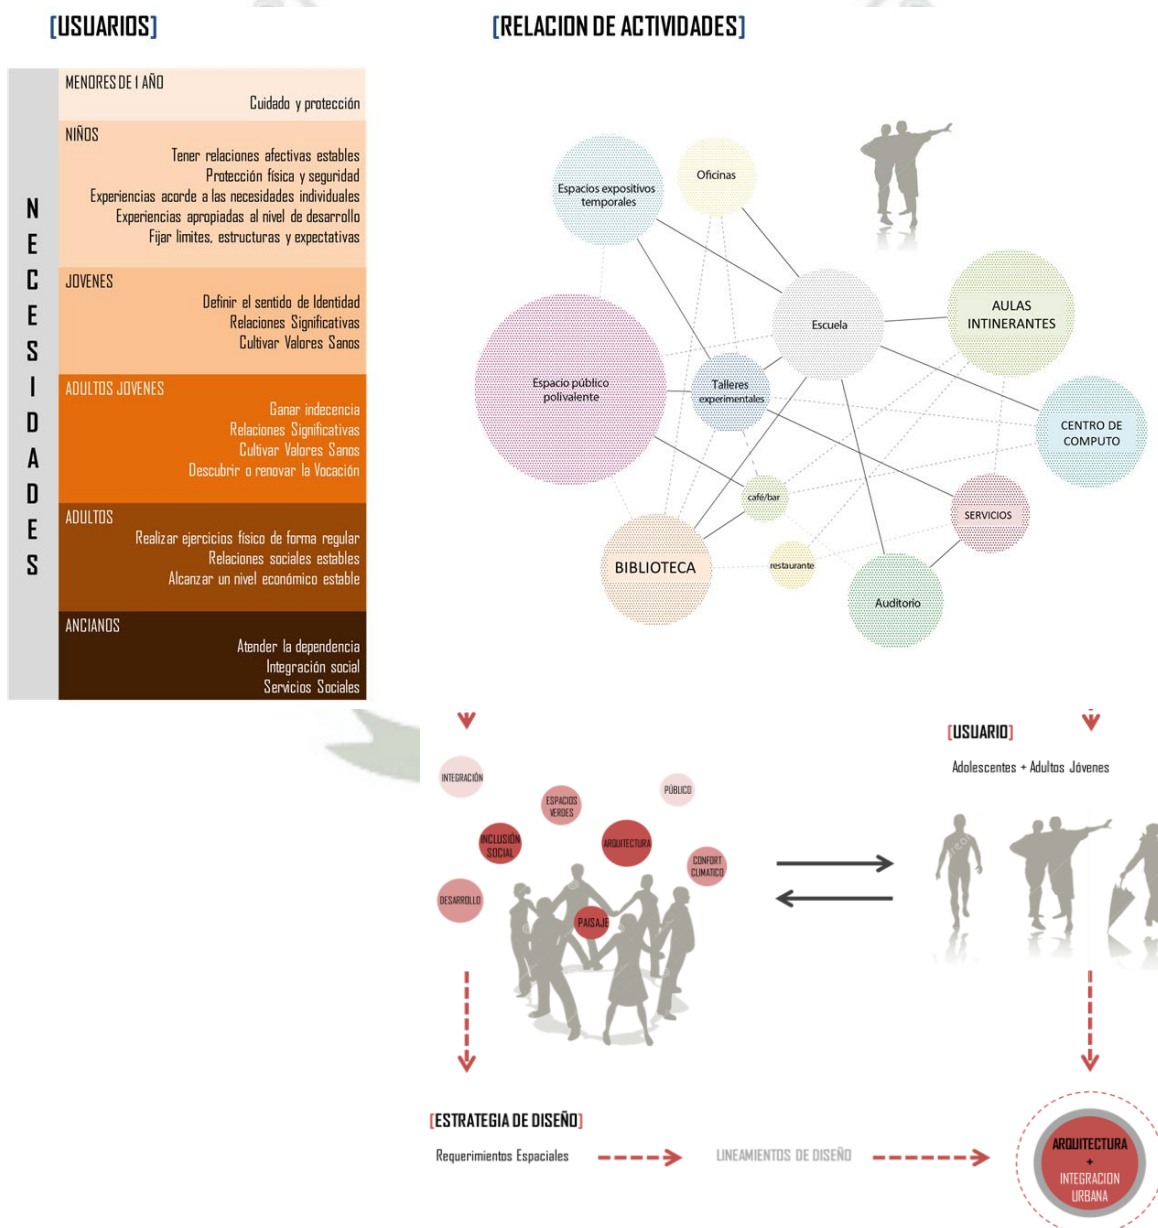 [USUARIOS]
[RELACION DE ACTIVIDADES]
NECESIDADES
MENORES DE 1 AÑO
Cuidado y protección
NIÑOS
Tener relaciones afectivas estables
Protección física y seguridad
Experiencias acorde a las necesidades individuales
Experiencias apropiadas al nivel de desarrollo
Fijar limites, estructuras y expectativas
JOVENES
Definir el sentido de Identidad
Relaciones Significativas
Cultivar Valores Sanos
ADULTOS JOVENES
Ganar indecencia
Relaciones Significativas
Cultivar Valores Sanos
Descubrir o renovar la Vocación
ADULTOS
Realizar ejercicios físico de forma regular
Relaciones sociales estables
Alcanzar un nivel económico estable
ANCIANOS
Atender la dependencia
Integración social
Servicios Sociales
Espacios expositivos
temporales
Oficinas
Escuela
AULAS
INTINERANTES
Espacio público
polivalente
Talleres
experimentales
CENTRO DE
COMPUTO
café/bar
SERVICIOS
BIBLIOTECA
restaurante
Auditorio
INTEGRACIÓN
ESPACIOS
VERDES
PÚBLICO
INCLUSIÓN
SOCIAL
ARQUITECTURA
CONFORT
CLIMATICO
DESARROLLO
PAISAJE
[USUARIO]
Adolescentes + Adultos Jóvenes
[ESTRATEGIA DE DISEÑO]
Requerimientos Espaciales
LINEAMIENTOS DE DISEÑO
ARQUITECTURA
+
INTEGRACION
URBANA